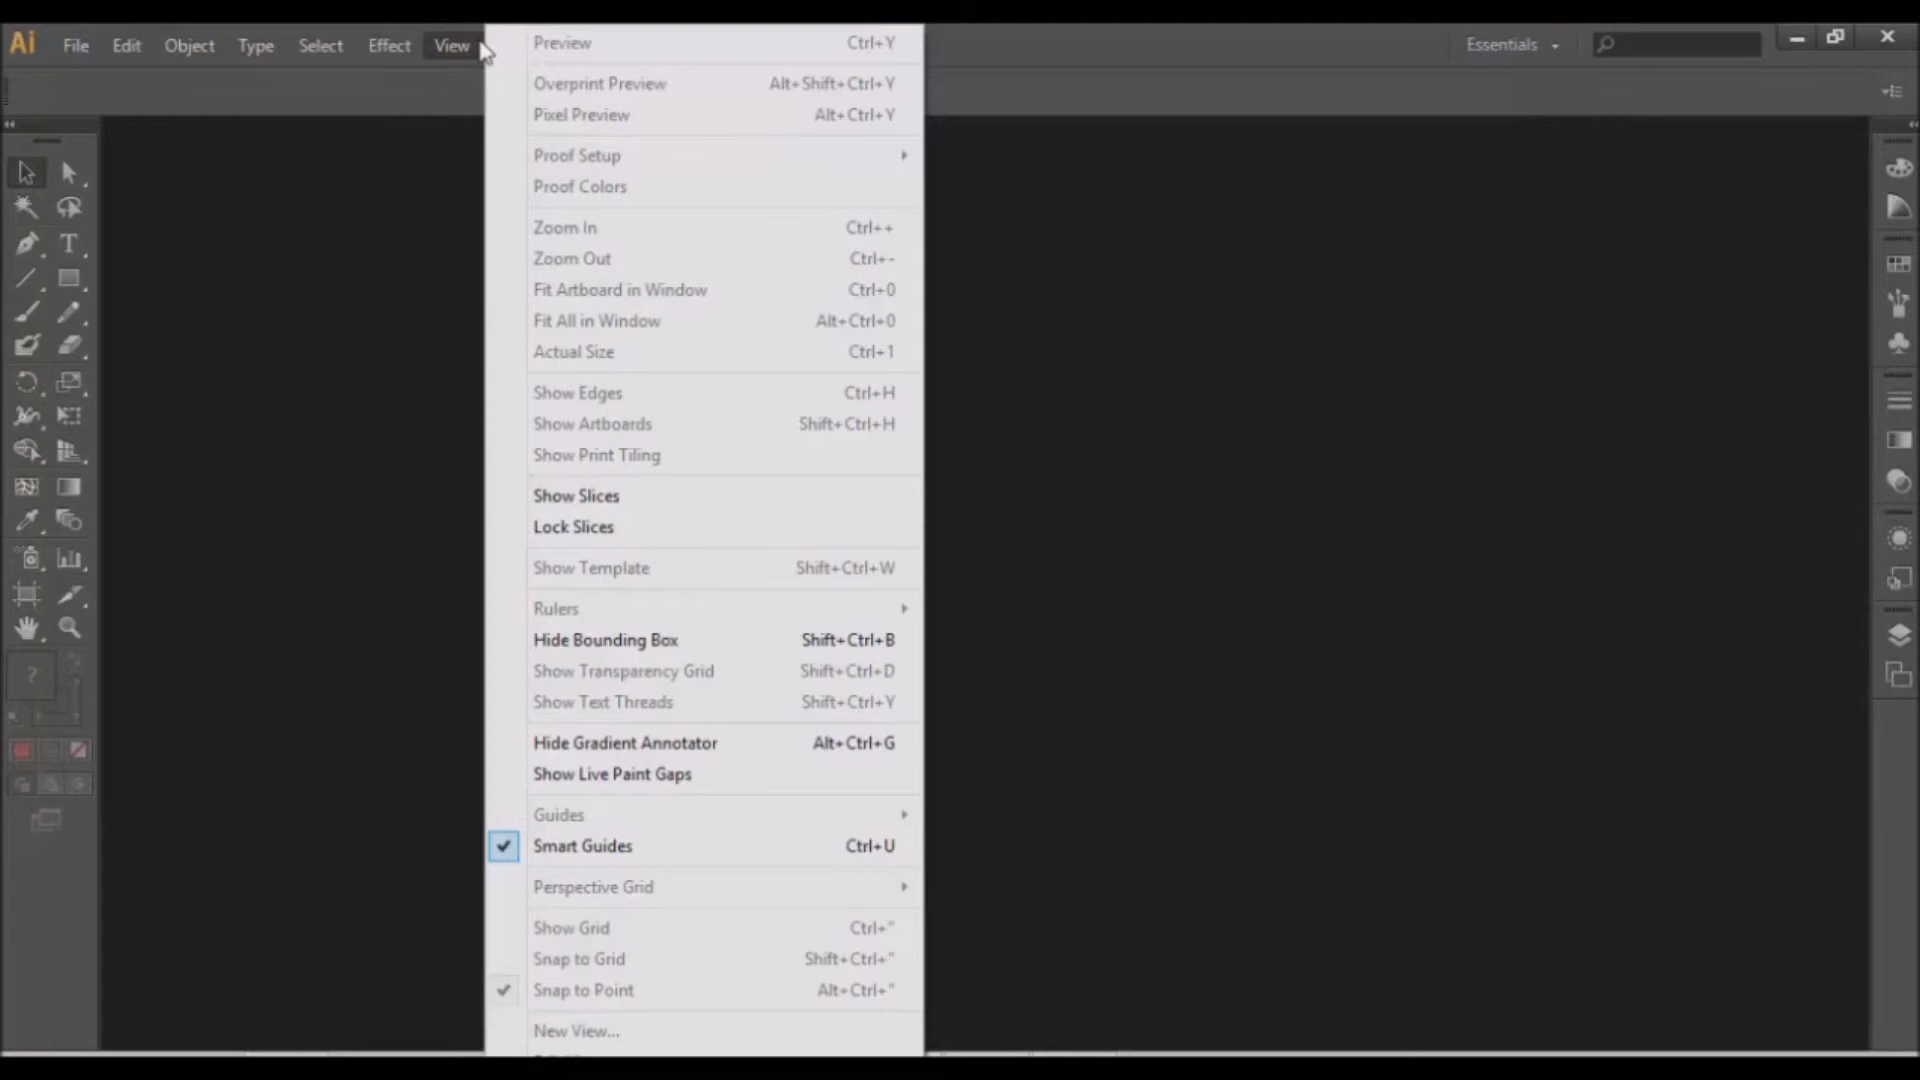 Ai File Edit Object Type Select Effect View
Essentials
Preview Ctrl+Y
Overprint Preview Alt+Shift+Ctrl+Y
Pixel Preview Alt+Ctrl+Y
Proof Setup
Proof Colors
Zoom In Ctrl++
Zoom Out Ctrl+-
Fit Artboard in Window Ctrl+0
Fit All in Window Alt+Ctrl+0
Actual Size Ctrl+1
Show Edges Ctrl+H
Show Artboards Shift+Ctrl+H
Show Print Tiling
Show Slices
Lock Slices
Show Template Shift+Ctrl+W
Rulers
Hide Bounding Box Shift+Ctrl+B
Show Transparency Grid Shift+Ctrl+D
Show Text Threads Shift+Ctrl+Y
Hide Gradient Annotator Alt+Ctrl+G
Show Live Paint Gaps
Guides
Smart Guides Ctrl+U
Perspective Grid
Show Grid Ctrl+"
Snap to Grid Shift+Ctrl+"
Snap to Point Alt+Ctrl+"
New View...